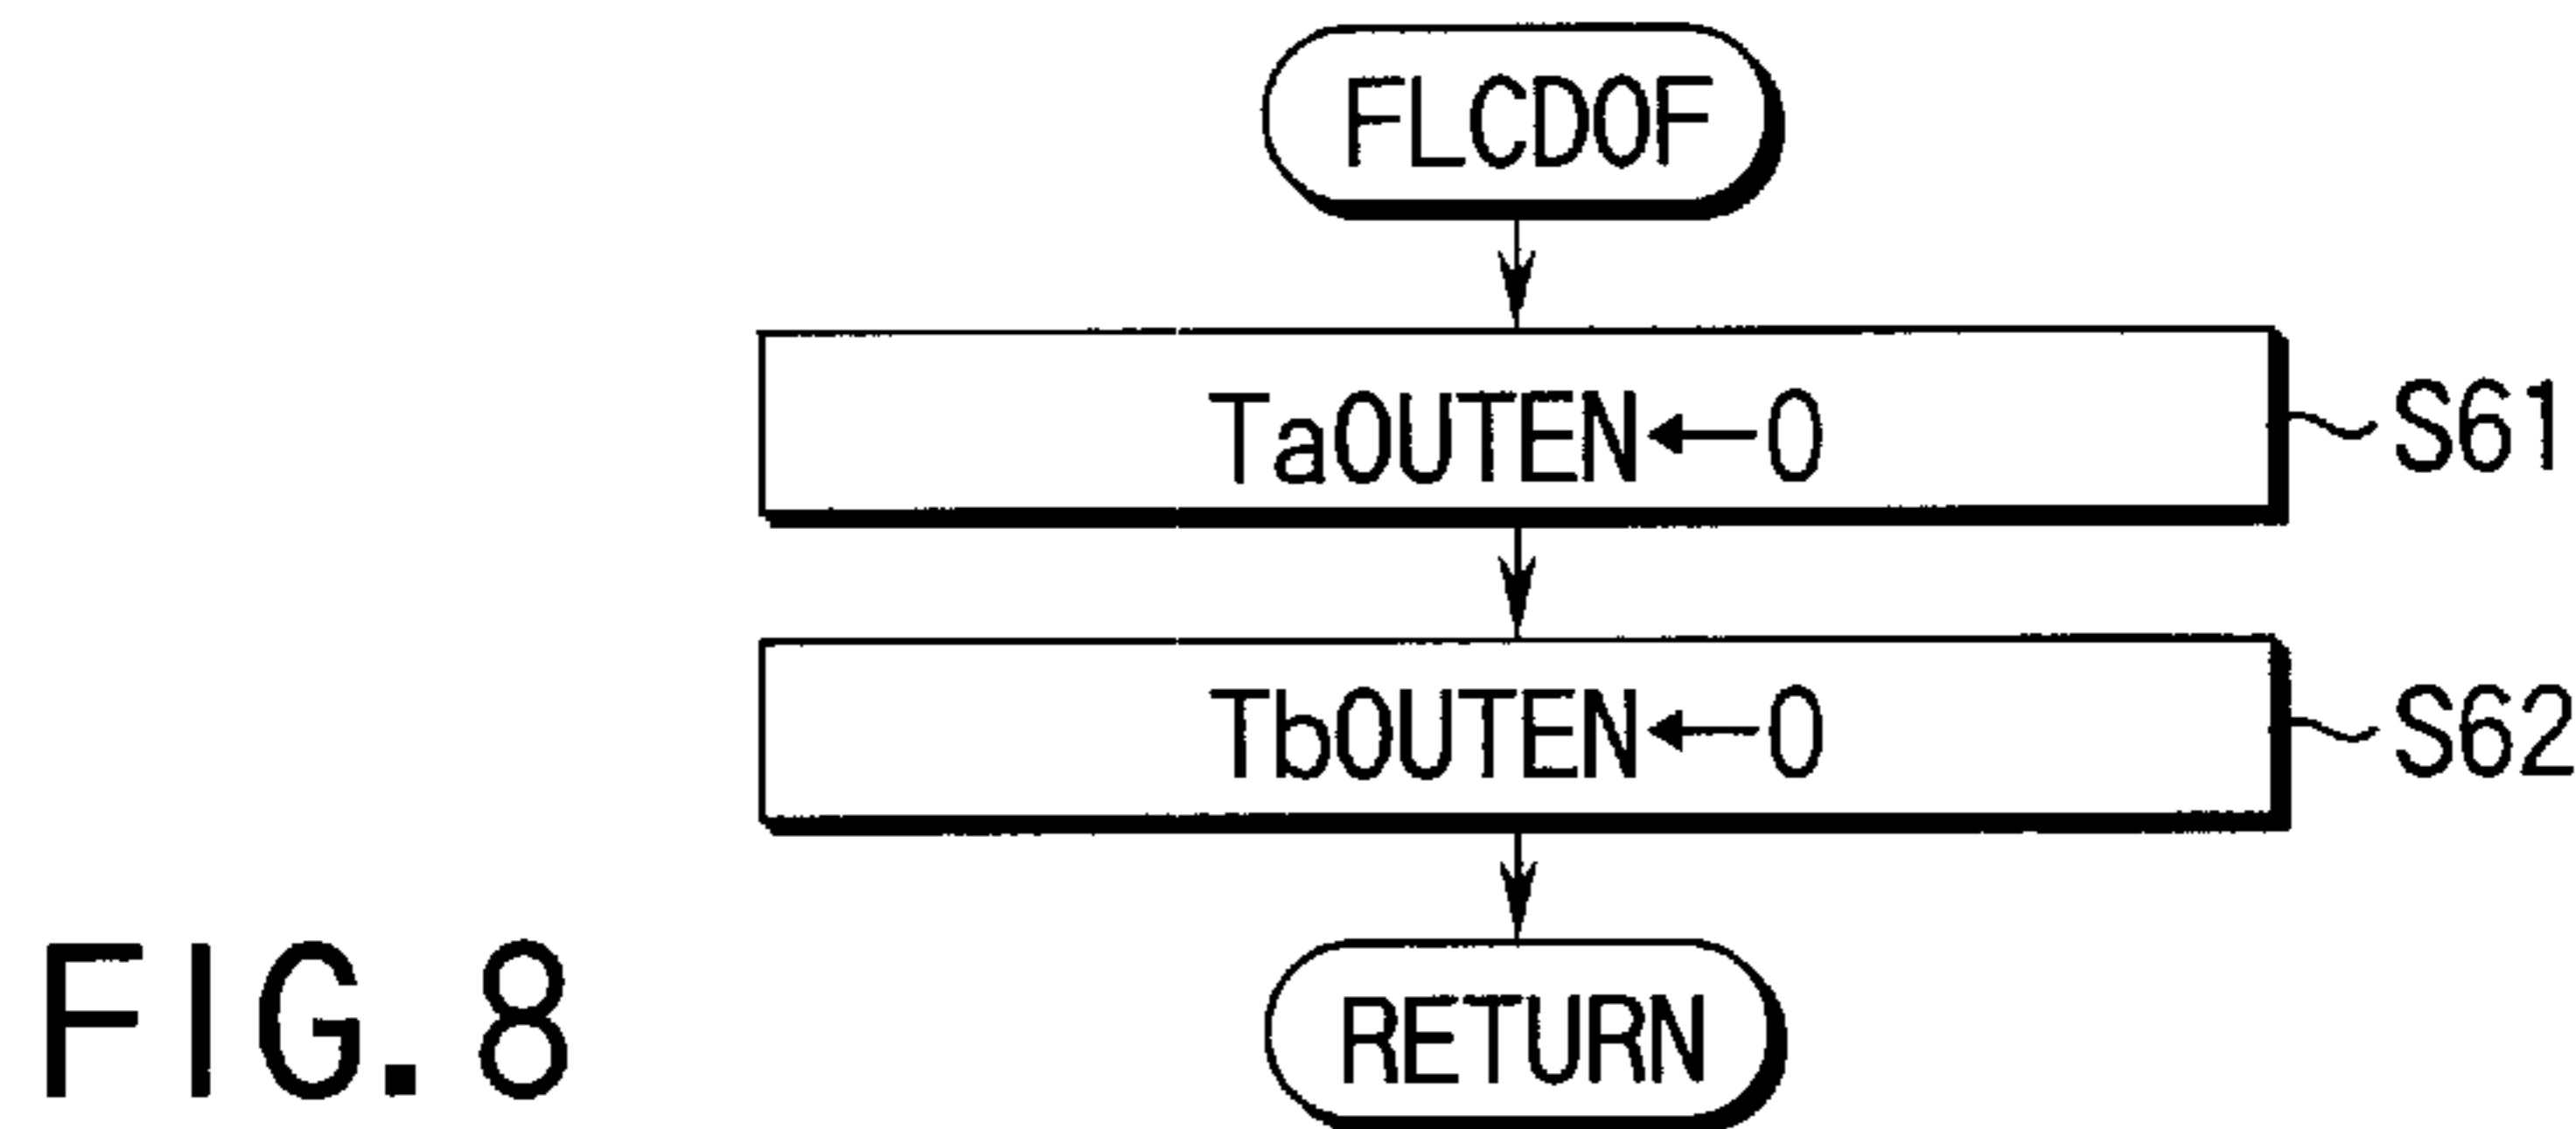 FLCDOF
TaOUTEN←0
S61
TbOUTEN←0
S62
RETURN
FIG. 8